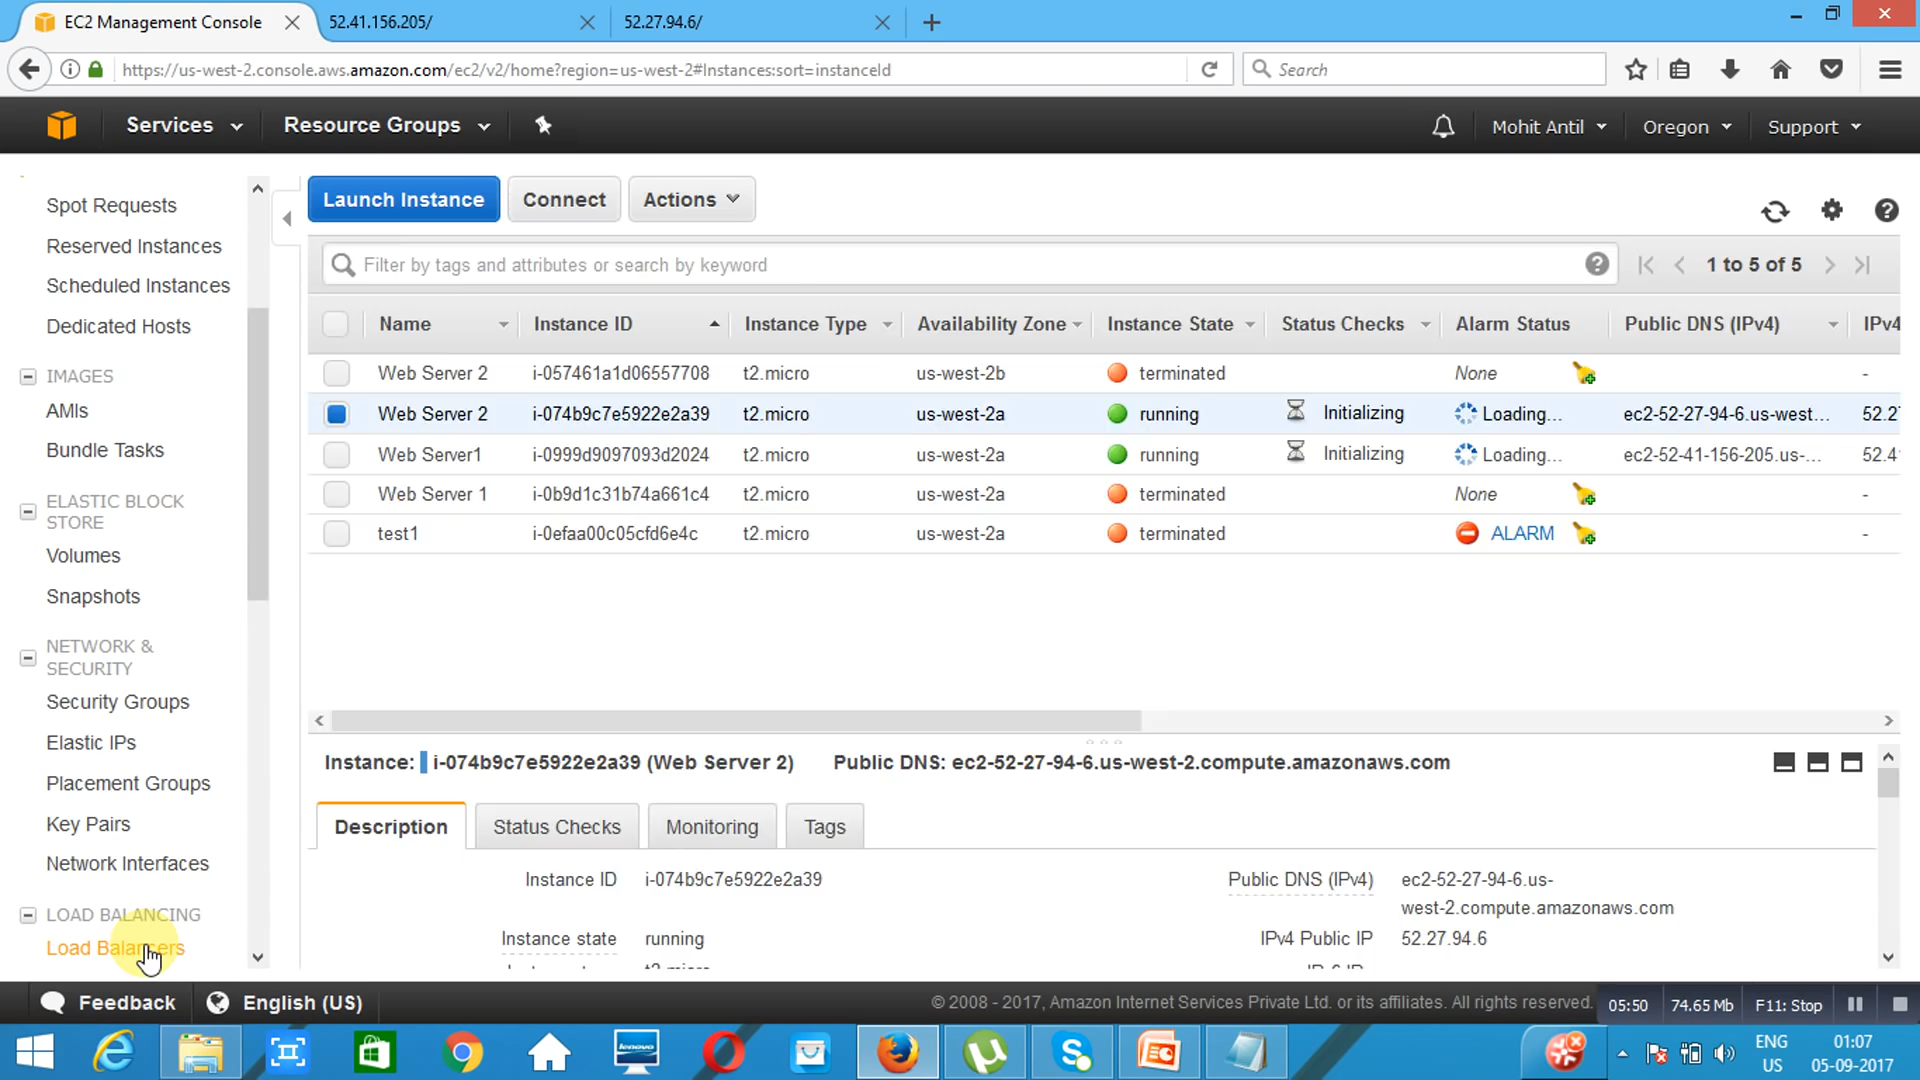 EC2 Management Console
52.41.156.205/
52.27.94.6/
https://us-west-2.console.aws.amazon.com/ec2/v2/home?region=us-west-2#Instances:sort=instanceId
Search
Services
Resource Groups
Mohit Antil
Oregon
Support
Spot Requests
Reserved Instances
Scheduled Instances
Dedicated Hosts
IMAGES
AMIs
Bundle Tasks
ELASTIC BLOCK
STORE
Volumes
Snapshots
NETWORK &
SECURITY
Security Groups
Elastic IPs
Placement Groups
Key Pairs
Network Interfaces
LOAD BALANCING
Load Balancers
Launch Instance
Connect
Actions
Filter by tags and attributes or search by keyword
1 to 5 of 5
Name Instance ID Instance Type Availability Zone Instance State Status Checks Alarm Status Public DNS (IPv4) IPv4
Web Server 2 i-057461a1d06557708 t2.micro us-west-2b terminated None -
Web Server 2 i-074b9c7e5922e2a39 t2.micro us-west-2a running Initializing Loading... ec2-52-27-94-6.us-west... 52.2
Web Server1 i-0999d9097093d2024 t2.micro us-west-2a running Initializing Loading... ec2-52-41-156-205.us-... 52.4
Web Server 1 i-0b9d1c31b74a661c4 t2.micro us-west-2a terminated None -
test1 i-0efaa00c05cfd6e4c t2.micro us-west-2a terminated ALARM -
Instance: i-074b9c7e5922e2a39 (Web Server 2) Public DNS: ec2-52-27-94-6.us-west-2.compute.amazonaws.com
Description
Status Checks
Monitoring
Tags
Instance ID i-074b9c7e5922e2a39
Public DNS (IPv4) ec2-52-27-94-6.us-
west-2.compute.amazonaws.com
Instance state running
IPv4 Public IP 52.27.94.6
Feedback
English (US)
© 2008 - 2017, Amazon Internet Services Private Ltd. or its affiliates. All rights reserved.
05:50
74.65 Mb
F11: Stop
lenovo
ENG
US
01:07
05-09-2017